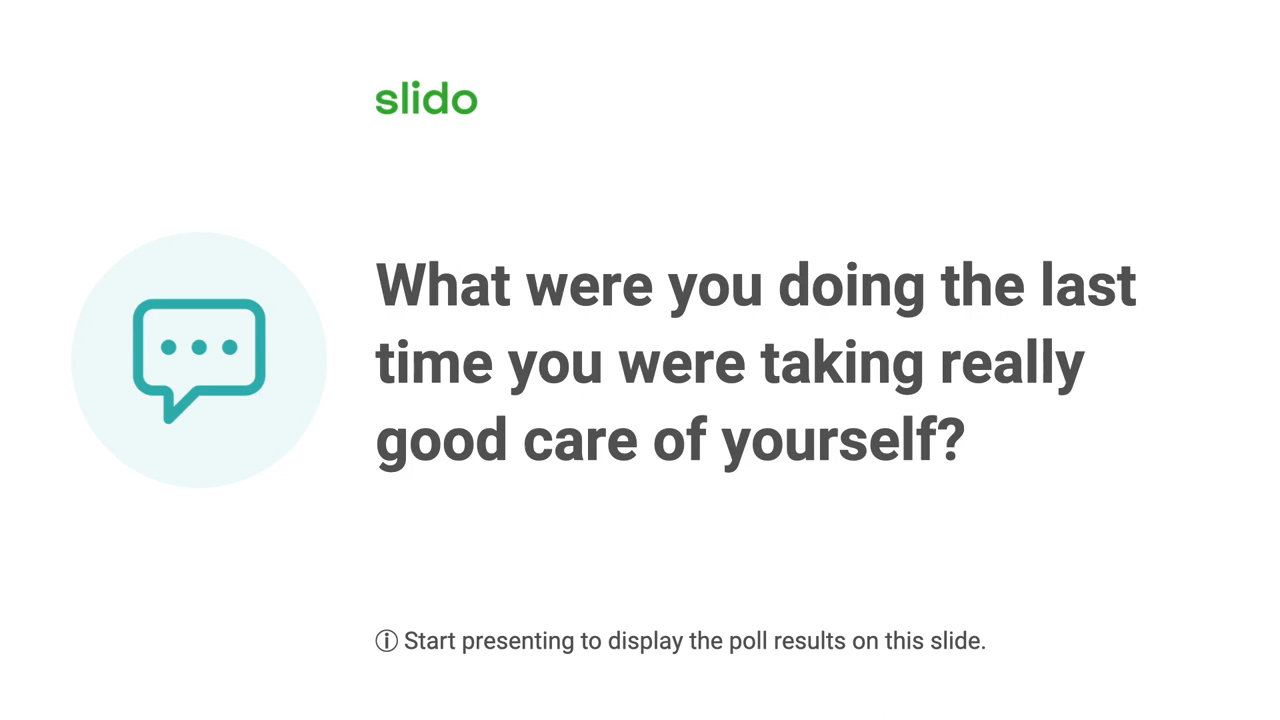 slido
What were you doing the last
time you were taking really
good care of yourself?
ⓘ Start presenting to display the poll results on this slide.